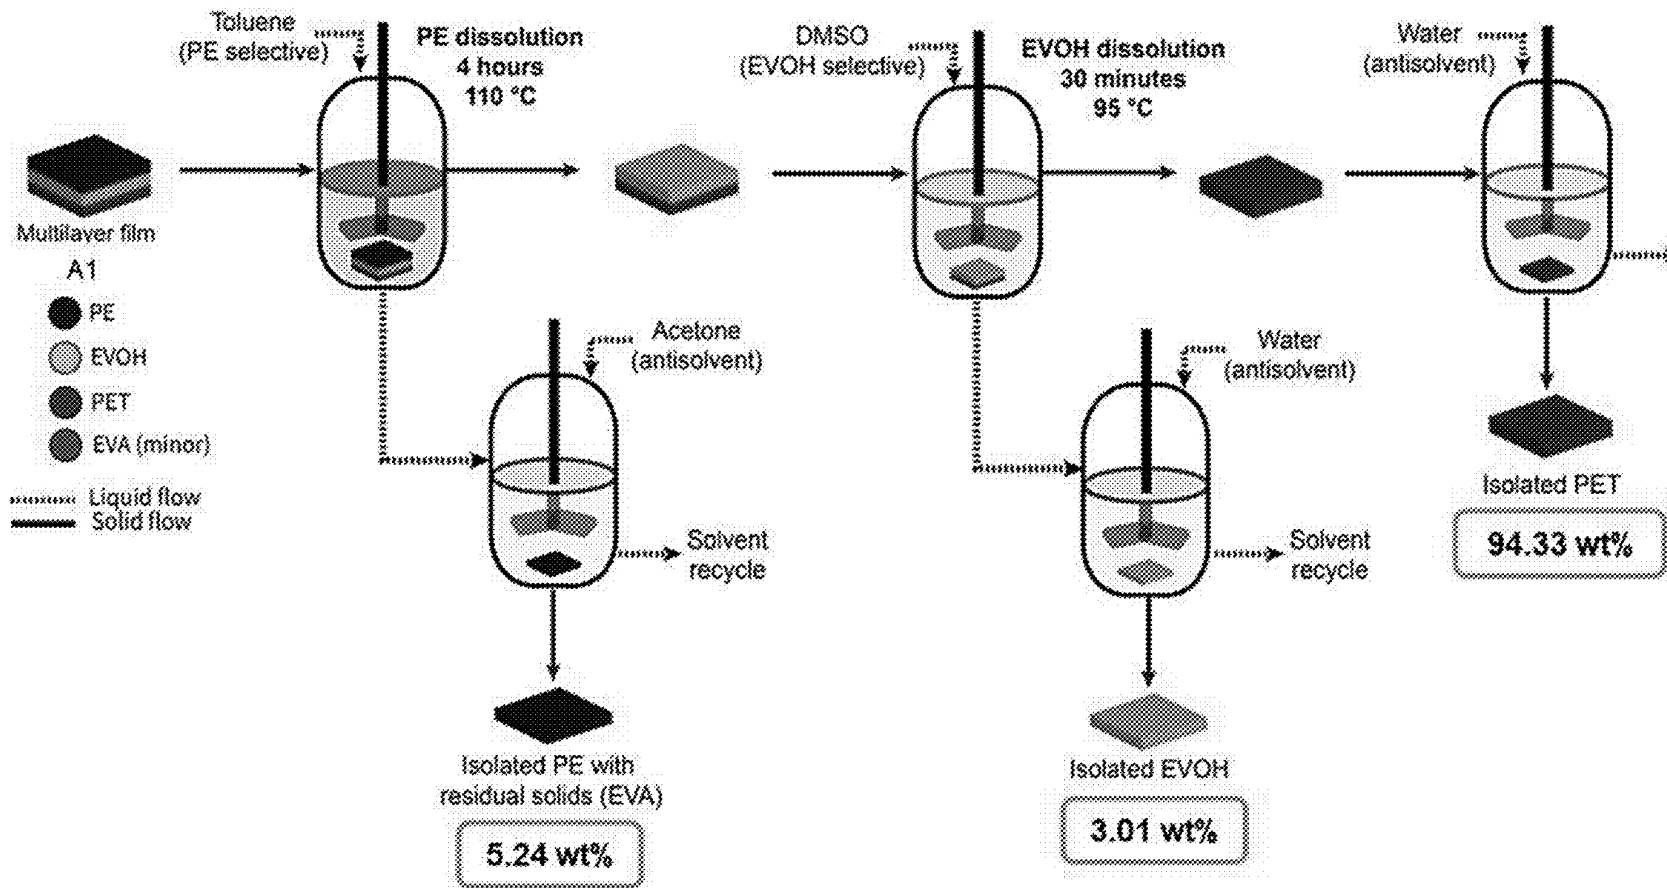 Toluene
(PE selective)
PE dissolution
4 hours
110 °C
DMSO
(EVOH selective)
EVOH dissolution
30 minutes
95 °C
Water
(antisolvent)
Multilayer film
A1
PE
EVOH
PET
EVA (minor)
Liquid flow
Solid flow
Acetone
(antisolvent)
Solvent
recycle
Isolated PE with
residual solids (EVA)
5.24 wt%
Water
(antisolvent)
Solvent
recycle
Isolated EVOH
3.01 wt%
Isolated PET
94.33 wt%